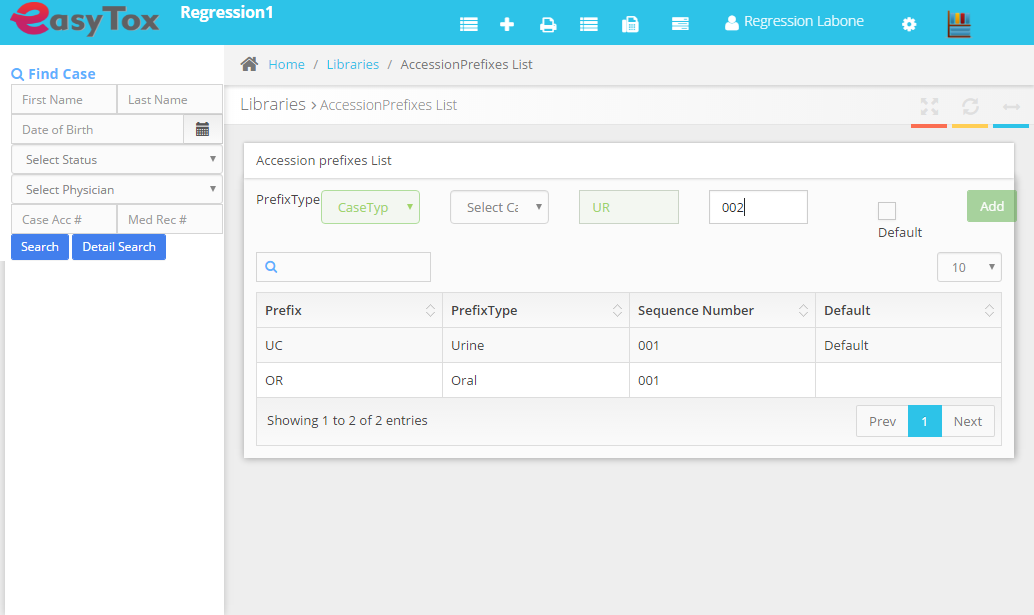 easyTox
Regression1
Regression Labone
Find Case
First Name
Last Name
Date of Birth
Select Status
Select Physician
Case Acc #
Med Rec #
Search
Detail Search
Home / Libraries / AccessionPrefixes List
Libraries › AccessionPrefixes List
Accession prefixes List
PrefixType
CaseTyp
Select Ca
UR
002
Default
Add
10
Prefix
PrefixType
Sequence Number
Default
UC
Urine
001
Default
OR
Oral
001
Showing 1 to 2 of 2 entries
Prev
1
Next